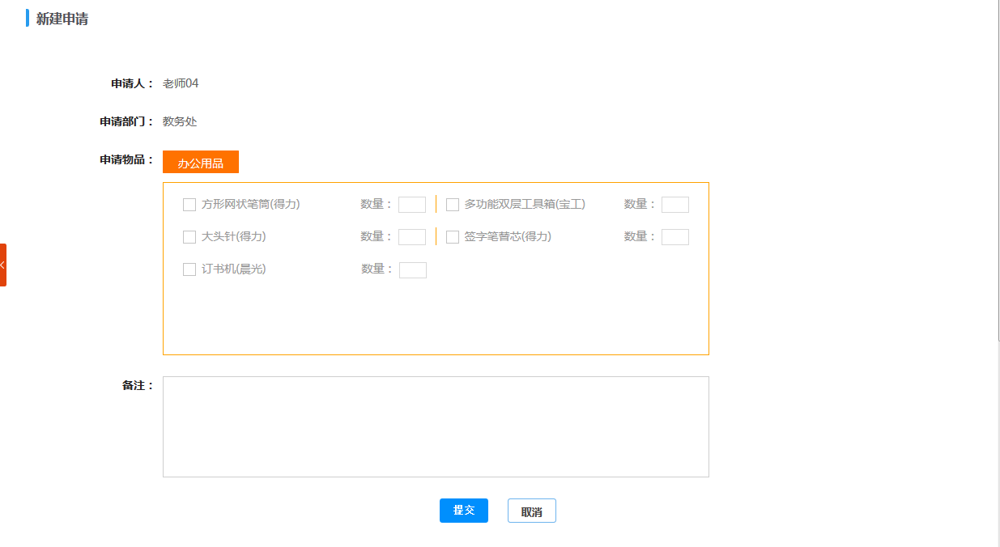 新建申请
申请人： 老师04
申请部门： 教务处
申请物品： 办公用品
方形网状笔筒(得力) 数量： 多功能双层工具箱(宝工) 数量：
大头针(得力) 数量： 签字笔替芯(得力) 数量：
订书机(晨光) 数量：
备注：
提交 取消